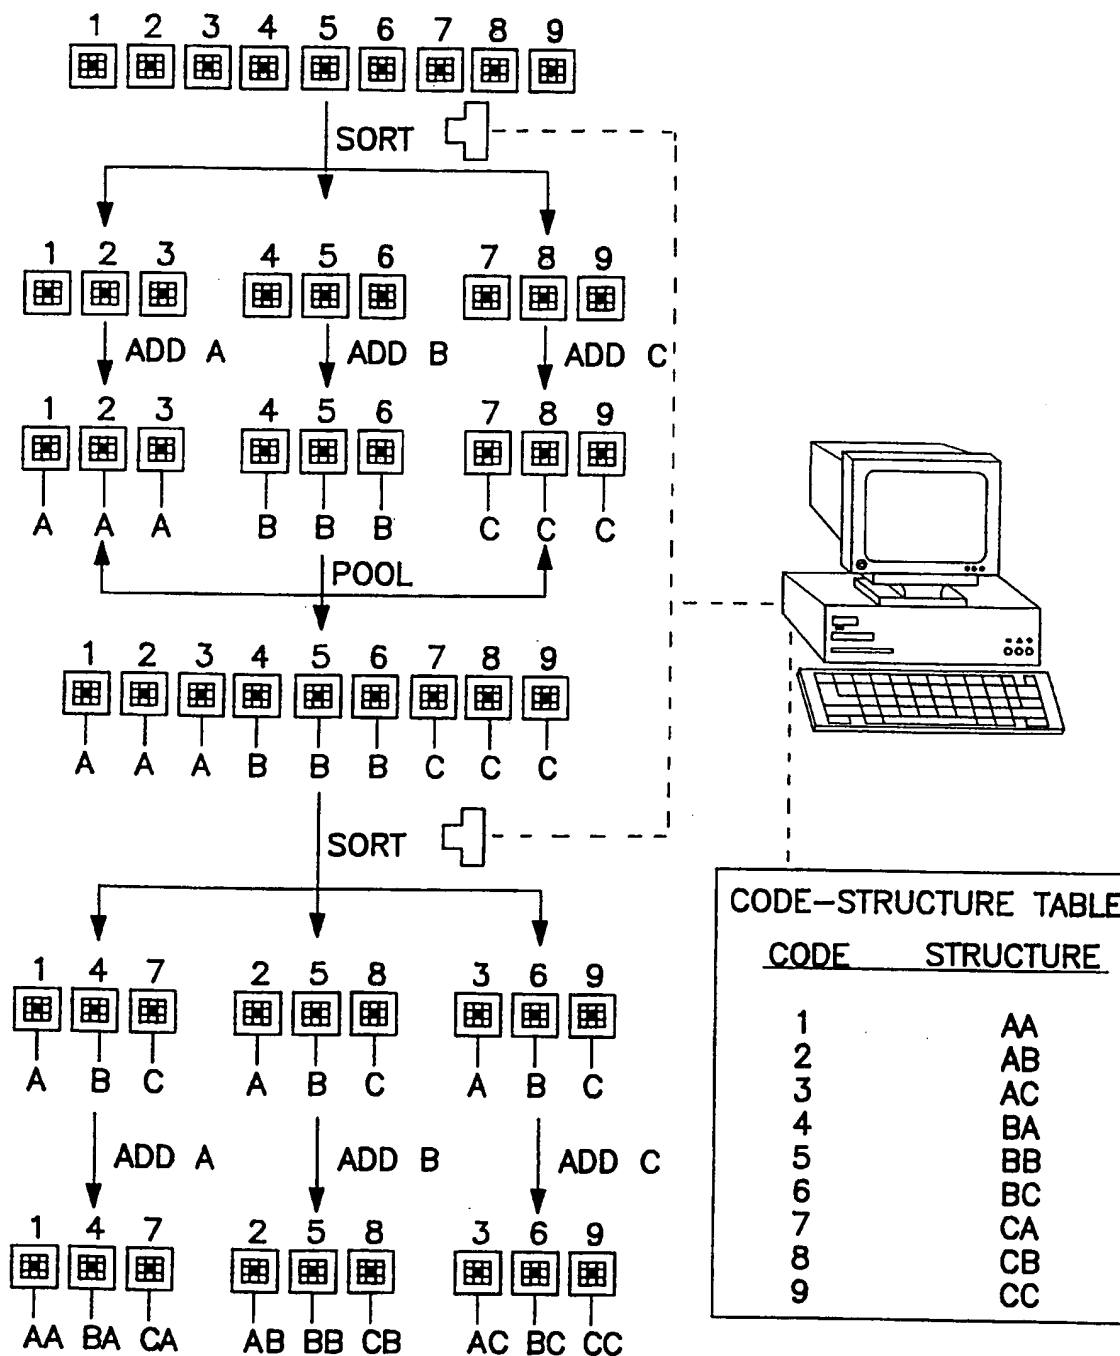 1 2 3 4 5 6 7 8 9
SORT
1 2 3 4 5 6 7 8 9
ADD A ADD B ADD C
1 2 3 4 5 6 7 8 9
A A A B B B C C C
POOL
1 2 3 4 5 6 7 8 9
A A A B B B C C C
SORT
1 4 7 2 5 8 3 6 9
A B C A B C A B C
ADD A ADD B ADD C
1 4 7 2 5 8 3 6 9
AA BA CA AB BB CB AC BC CC
CODE-STRUCTURE TABLE
CODE STRUCTURE
1 AA
2 AB
3 AC
4 BA
5 BB
6 BC
7 CA
8 CB
9 CC